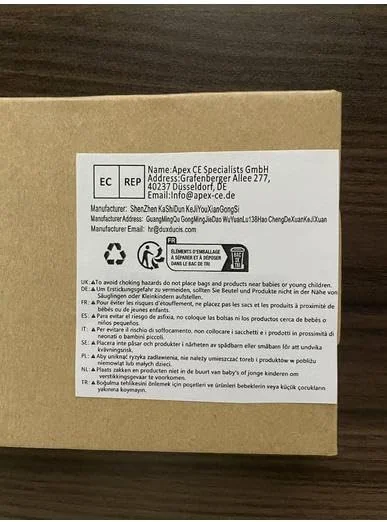 EC REP
Name:Apex CE Specialists GmbH
Address:Grafenberger Allee 277,
40237 Düsseldorf, DE
Email:Info@apex-ce.de
Manufacturer: ShenZhen KaShiDun KeJiYouXianGongSi
Manufacturer Address: GuangMingQu GongMingJieDao WuYuanLu138Hao ChengDeXuanKeJiXuan
Manufacturer Email: hr@duxducis.com
FR
ÉLÉMENTS D'EMBALLAGE
À SÉPARER ET À DÉPOSER
DANS LE BAC DE TRI
UK:⚠To avoid choking hazards do not place bags and products near babies or young children.
DE:⚠Um Erstickungsgefahr zu vermeiden, sollten Sie Beutel und Produkte nicht in der Nähe von
Säuglingen oder Kleinkindern aufstellen.
FR:⚠Pour éviter les risques d'étouffement, ne placez pas les sacs et les produits à proximité de
bébés ou de jeunes enfants.
ES:⚠Para evitar el riesgo de asfixia, no coloque las bolsas ni los productos cerca de bebés o
niños pequeños.
IT:⚠Per evitare il rischio di soffocamento, non collocare i sacchetti e i prodotti in prossimità di
neonati o bambini piccoli.
SE:⚠Placera inte påsar och produkter i närheten av spädbarn eller småbarn för att undvika
kvävningsrisk.
PL:⚠Aby uniknąć ryzyka zadławienia, nie należy umieszczać toreb i produktów w pobliżu
niemowląt lub małych dzieci.
NL:⚠Plaats zakken en producten niet in de buurt van baby's of jonge kinderen om
verstikkingsgevaar te voorkomen.
TR:⚠Boğulma tehlikesini önlemek için poşetleri ve ürünleri bebeklerin veya küçük çocukların
yakınına koymayın.